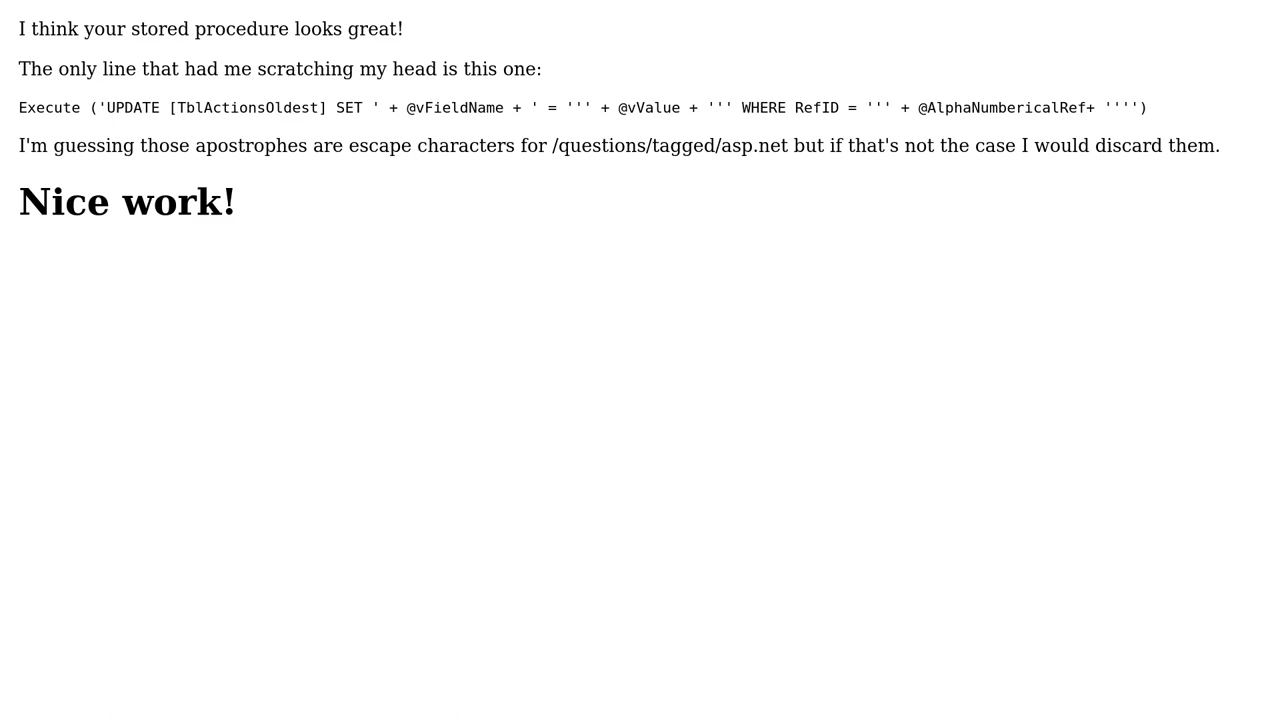 I think your stored procedure looks great!
The only line that had me scratching my head is this one:
Execute ('UPDATE [TblActionsOldest] SET ' + @vFieldName + ' = ''' + @vValue + ''' WHERE RefID = ''' + @AlphaNumbericalRef+ '''')
I'm guessing those apostrophes are escape characters for /questions/tagged/asp.net but if that's not the case I would discard them.
Nice work!